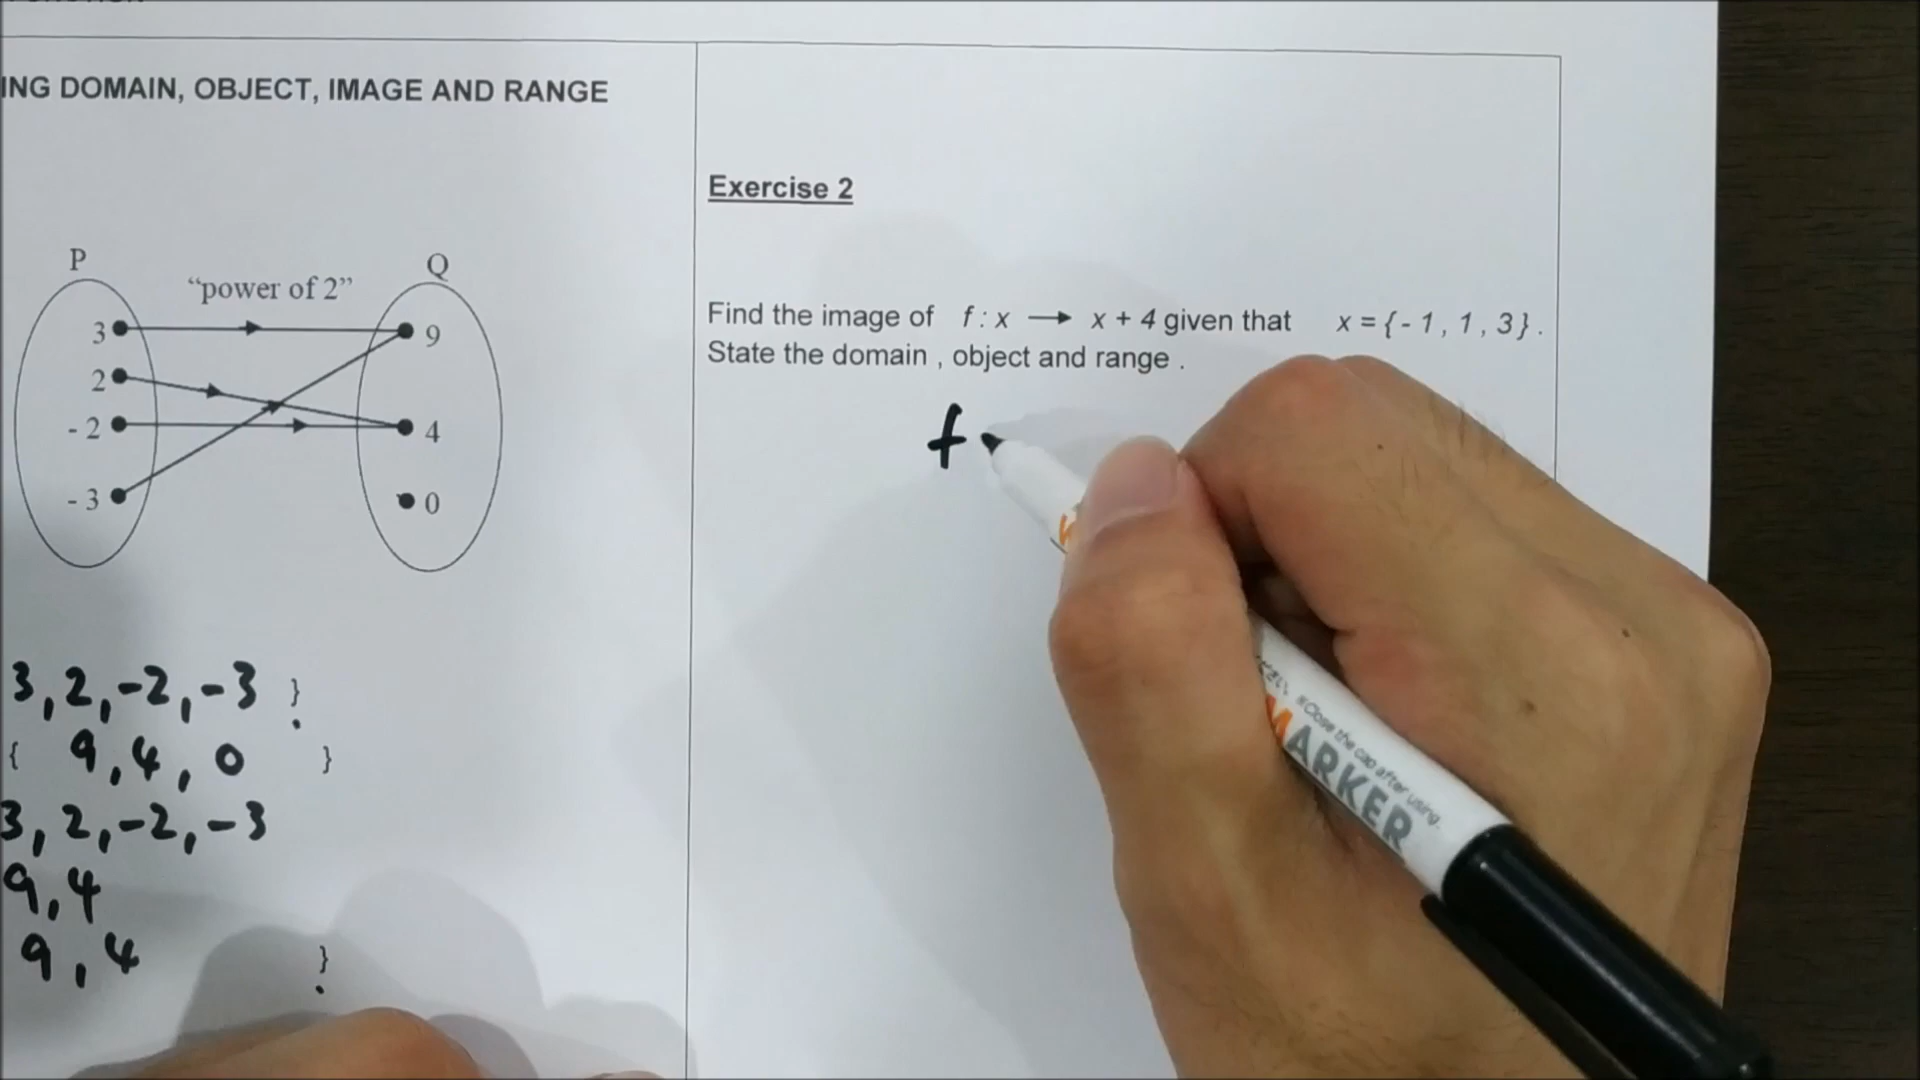 ING DOMAIN, OBJECT, IMAGE AND RANGE
P
Q
“power of 2”
3
9
2
- 2
4
- 3
0
3, 2, -2, -3 }
{ 9, 4, 0 }
3, 2, -2, -3
9, 4
9, 4 }
Exercise 2
Find the image of f : x ⟶ x + 4 given that x = { - 1 , 1 , 3 } .
State the domain , object and range .
f
※Close the cap after using.
MARKER